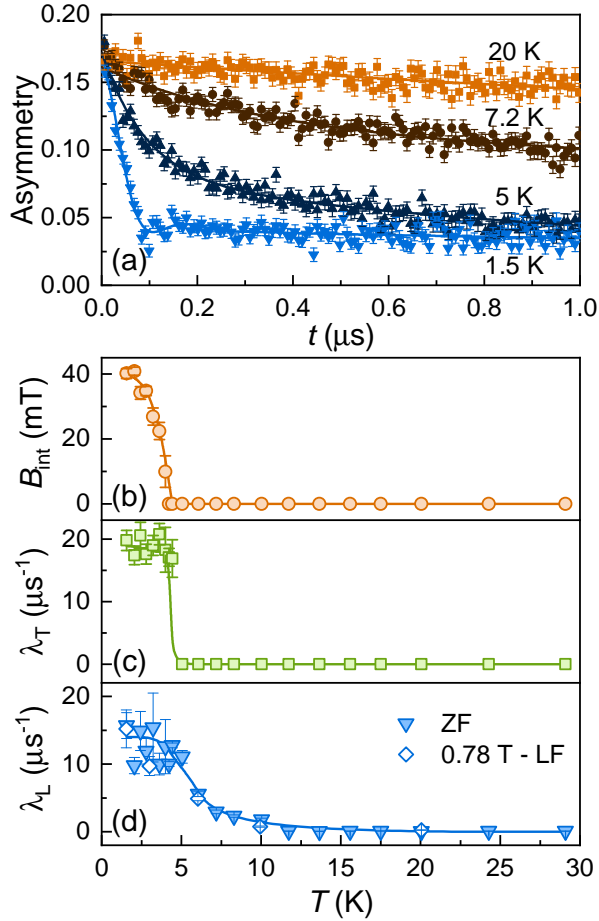 0.20
0.15
0.10
0.05
0.00
Asymmetry
20 K
7.2 K
5 K
1.5 K
(a)
0.0 0.2 0.4 0.6 0.8 1.0
t (μs)
40
20
0
B_int (mT)
(b)
20
10
0
λ_T (μs⁻¹)
(c)
20
10
0
λ_L (μs⁻¹)
ZF
0.78 T - LF
(d)
0 5 10 15 20 25 30
T (K)